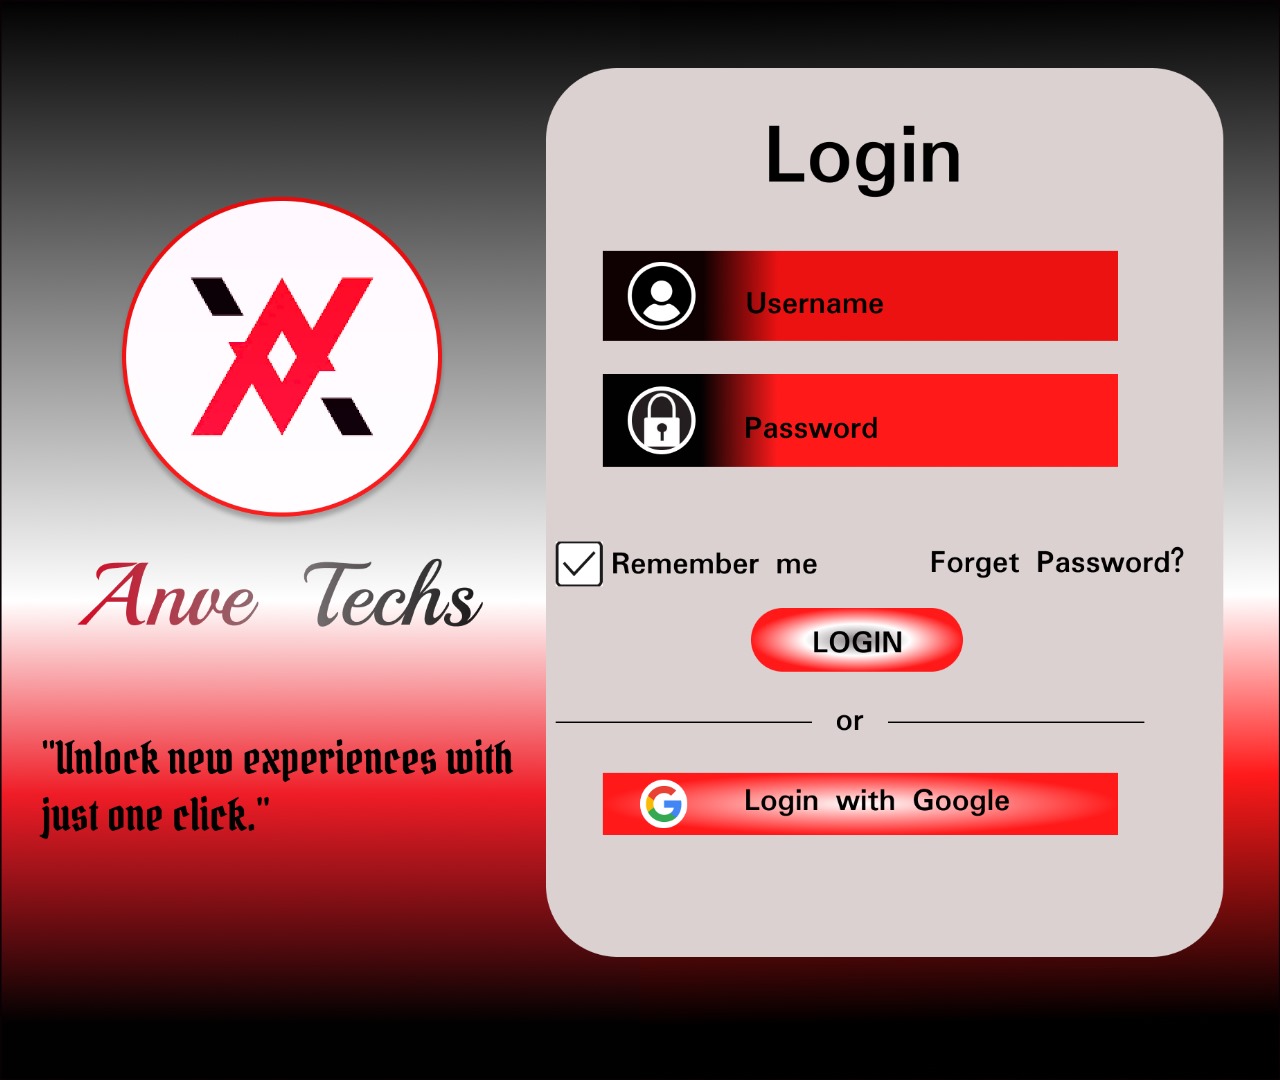 Login
Username
Password
Remember me
Forget Password?
LOGIN
or
Login with Google
Anve Techs
"Unlock new experiences with
just one click."